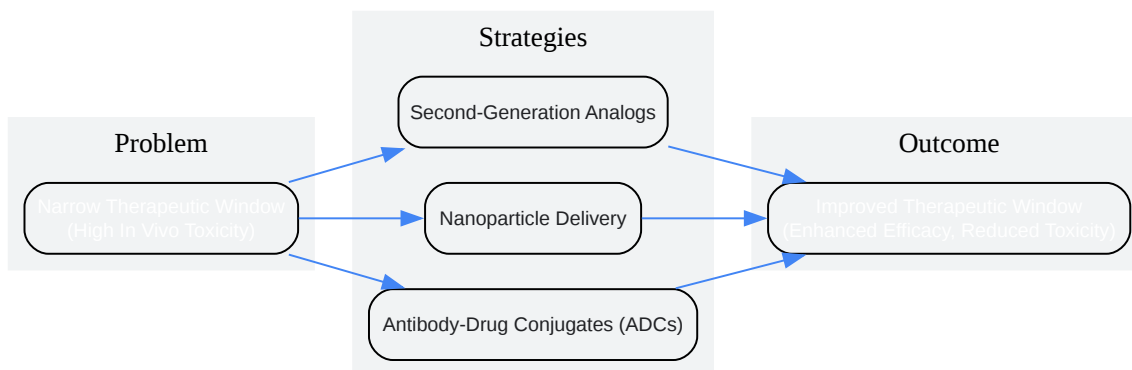 Problem
Narrow Therapeutic Window
(High In Vivo Toxicity)
Strategies
Second-Generation Analogs
Nanoparticle Delivery
Antibody-Drug Conjugates (ADCs)
Outcome
Improved Therapeutic Window
(Enhanced Efficacy, Reduced Toxicity)